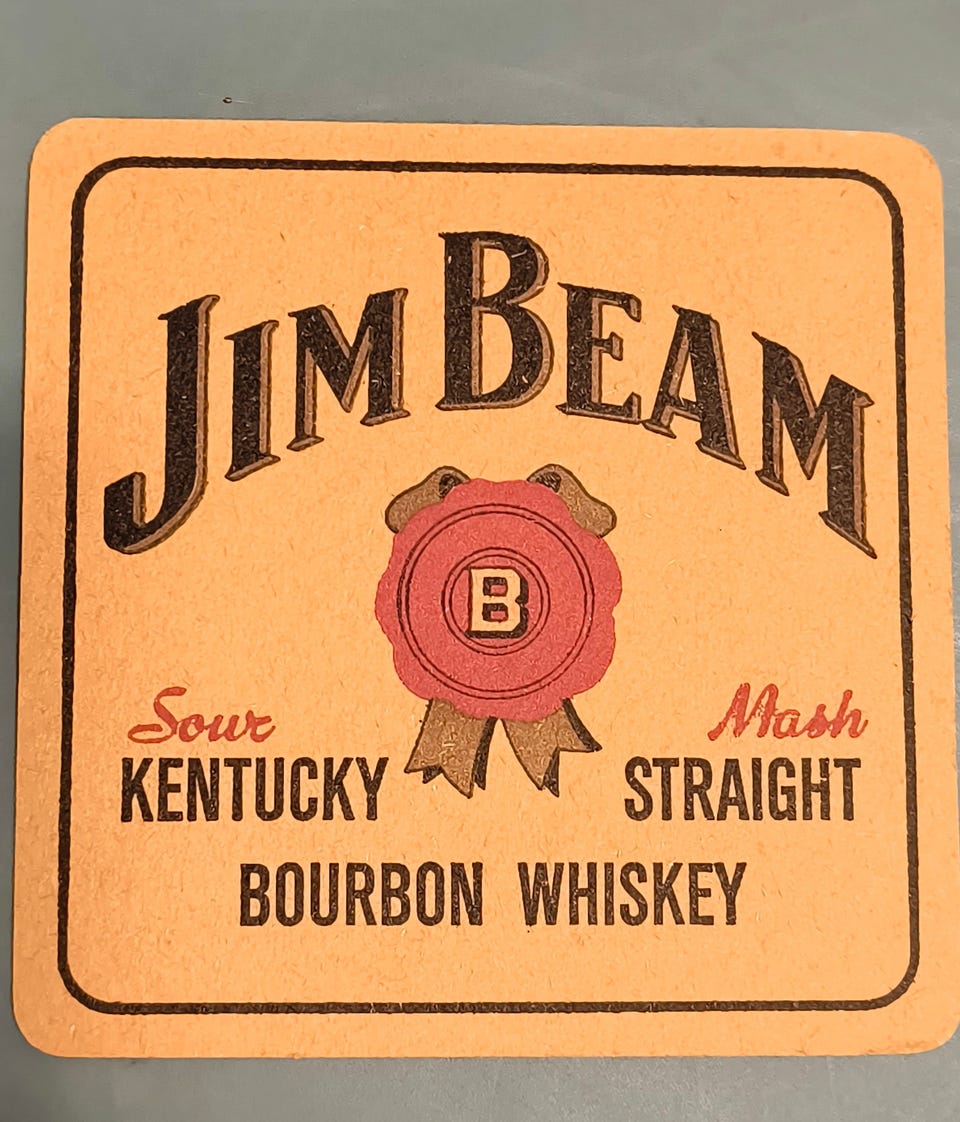 JIM BEAM
B
Sour Mash
KENTUCKY STRAIGHT
BOURBON WHISKEY